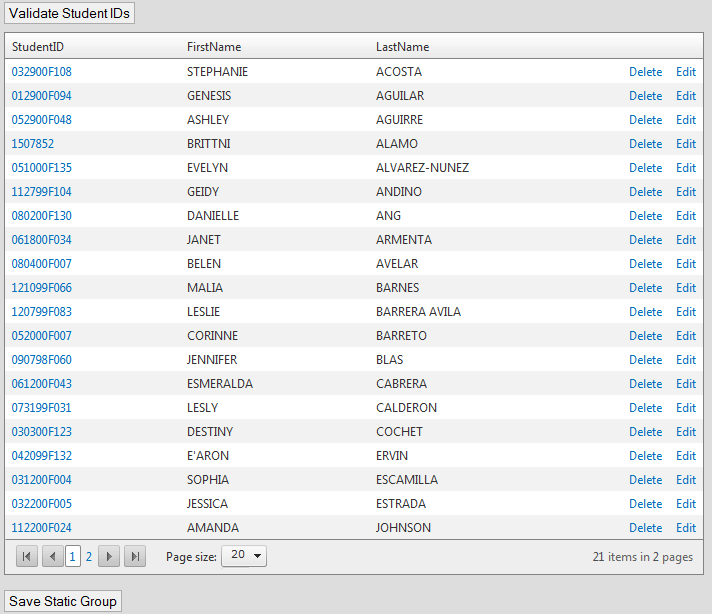 Validate Student IDs
StudentID FirstName LastName
032900F108 STEPHANIE ACOSTA Delete Edit
012900F094 GENESIS AGUILAR Delete Edit
052900F048 ASHLEY AGUIRRE Delete Edit
1507852 BRITTNI ALAMO Delete Edit
051000F135 EVELYN ALVAREZ-NUNEZ Delete Edit
112799F104 GEIDY ANDINO Delete Edit
080200F130 DANIELLE ANG Delete Edit
061800F034 JANET ARMENTA Delete Edit
080400F007 BELEN AVELAR Delete Edit
121099F066 MALIA BARNES Delete Edit
120799F083 LESLIE BARRERA AVILA Delete Edit
052000F007 CORINNE BARRETO Delete Edit
090798F060 JENNIFER BLAS Delete Edit
061200F043 ESMERALDA CABRERA Delete Edit
073199F031 LESLY CALDERON Delete Edit
030300F123 DESTINY COCHET Delete Edit
042099F132 E'ARON ERVIN Delete Edit
031200F004 SOPHIA ESCAMILLA Delete Edit
032200F005 JESSICA ESTRADA Delete Edit
112200F024 AMANDA JOHNSON Delete Edit
1 2 Page size: 20 21 items in 2 pages
Save Static Group